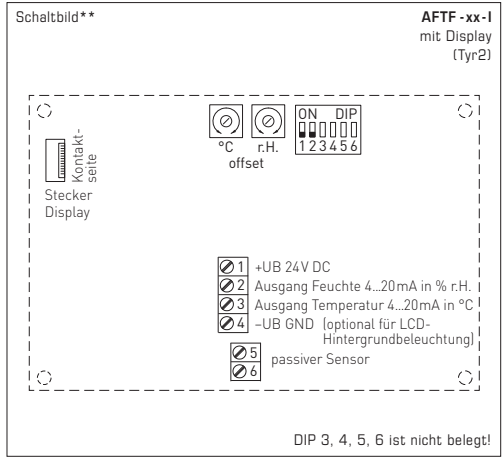 Schaltbild**
AFTF - xx - I
mit Display
(Tyr2)
ON DIP
1 2 3 4 5 6
°C r.H.
offset
Kontakt-
seite
Stecker
Display
1 +UB 24V DC
2 Ausgang Feuchte 4...20mA in % r.H.
3 Ausgang Temperatur 4...20mA in °C
4 –UB GND (optional für LCD-
Hintergrundbeleuchtung)
5
passiver Sensor
6
DIP 3, 4, 5, 6 ist nicht belegt!